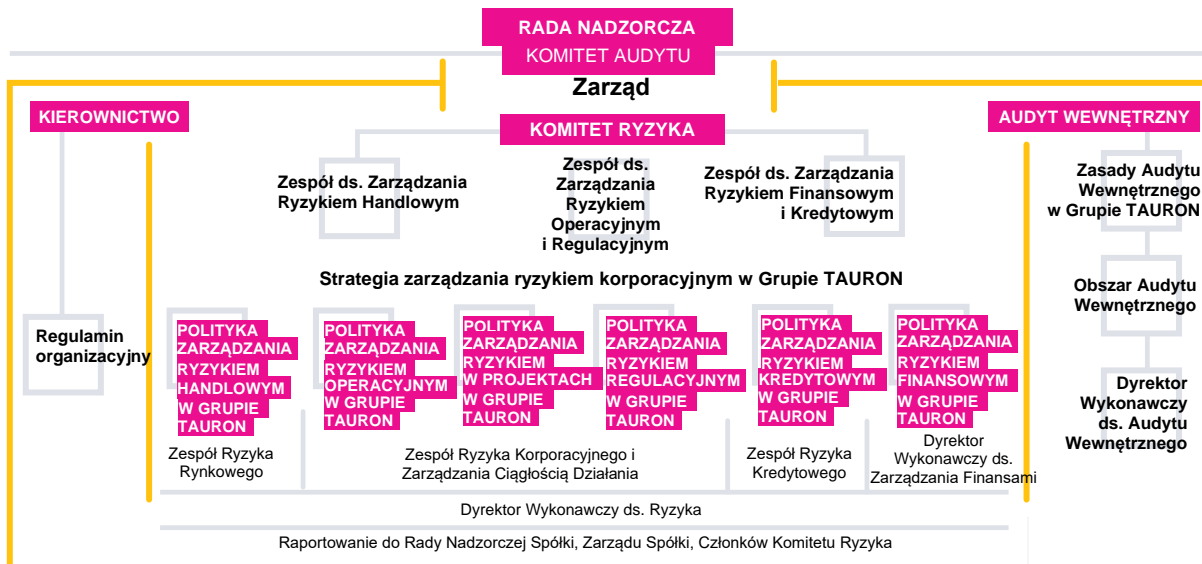 RADA NADZORCZA
KOMITET AUDYTU
Zarząd
KIEROWNICTWO
KOMITET RYZYKA
AUDYT WEWNĘTRZNY
Zespół ds. Zarządzania
Ryzykiem Handlowym
Zespół ds.
Zarządzania
Ryzykiem
Operacyjnym
i Regulacyjnym
Zespół ds. Zarządzania
Ryzykiem Finansowym
i Kredytowym
Zasady Audytu
Wewnętrznego
w Grupie TAURON
Strategia zarządzania ryzykiem korporacyjnym w Grupie TAURON
Obszar Audytu
Wewnętrznego
Regulamin
organizacyjny
POLITYKA
ZARZĄDZANIA
RYZYKIEM
HANDLOWYM
W GRUPIE
TAURON
POLITYKA
ZARZĄDZANIA
RYZYKIEM
OPERACYJNYM
W GRUPIE
TAURON
POLITYKA
ZARZĄDZANIA
RYZYKIEM
W PROJEKTACH
W GRUPIE
TAURON
POLITYKA
ZARZĄDZANIA
RYZYKIEM
REGULACYJNYM
W GRUPIE
TAURON
POLITYKA
ZARZĄDZANIA
RYZYKIEM
KREDYTOWYM
W GRUPIE
TAURON
POLITYKA
ZARZĄDZANIA
RYZYKIEM
FINANSOWYM
W GRUPIE
TAURON
Dyrektor
Wykonawczy
ds. Audytu
Wewnętrznego
Zespół Ryzyka
Rynkowego
Zespół Ryzyka Korporacyjnego i
Zarządzania Ciągłością Działania
Zespół Ryzyka
Kredytowego
Dyrektor
Wykonawczy ds.
Zarządzania Finansami
Dyrektor Wykonawczy ds. Ryzyka
Raportowanie do Rady Nadzorczej Spółki, Zarządu Spółki, Członków Komitetu Ryzyka